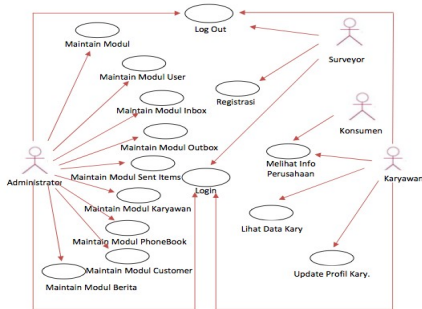 Log Out
Maintain Modul
Surveyor
Maintain Modul User
Registrasi
Maintain Modul Inbox
Konsumen
Maintain Modul Outbox
Melihat Info
Perusahaan
Maintain Modul Sent Items
Administrator
Login
Karyawan
Maintain Modul Karyawan
Lihat Data Kary
Maintain Modul PhoneBook
Maintain Modul Customer
Update Profil Kary.
Maintain Modul Berita